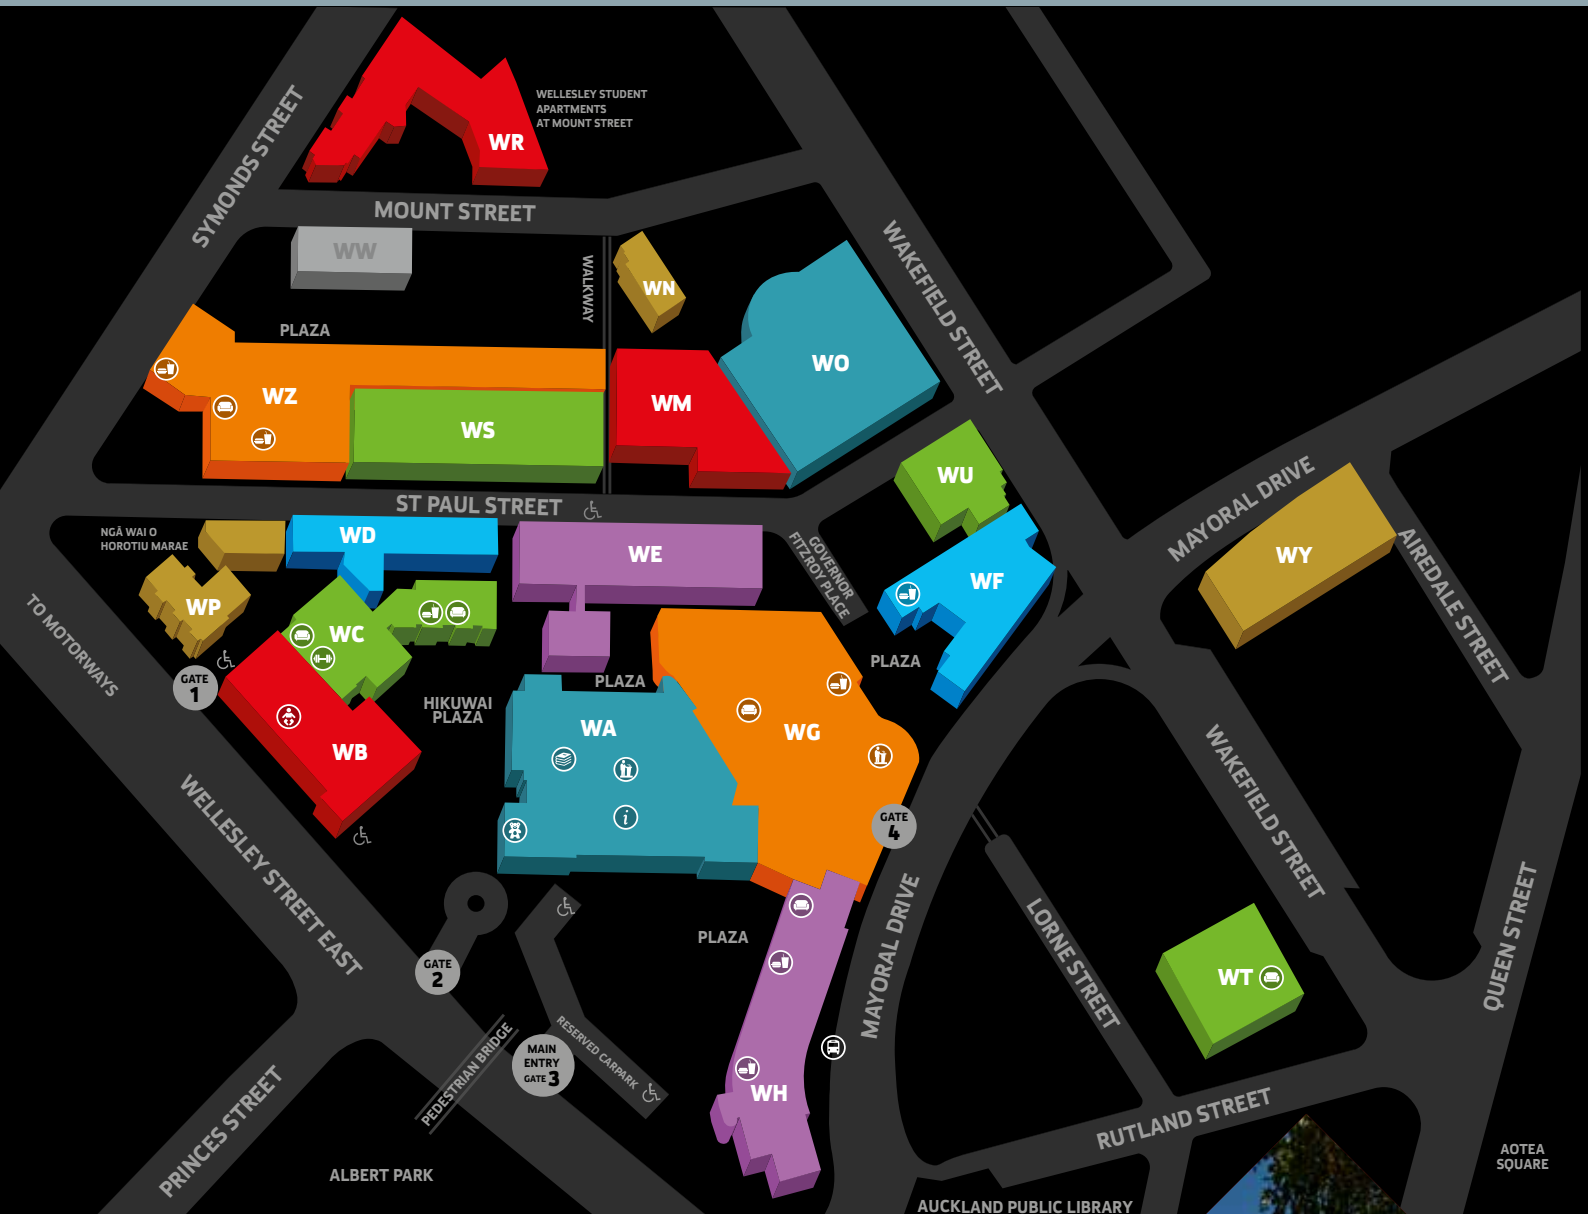 WELLESLEY STUDENT
APARTMENTS
AT MOUNT STREET
WR
SYMONDS STREET
MOUNT STREET
WW
WALKWAY
WN
WAKEFIELD STREET
PLAZA
WO
WZ
WM
WS
WU
MAYORAL DRIVE
ST PAUL STREET
NGĀ WAI O
HOROTIU MARAE
WD
WE
GOVERNOR
FITZROY PLACE
WF
WY
AIREDALE STREET
TO MOTORWAYS
WP
WC
GATE
1
PLAZA
PLAZA
HIKUWAI
PLAZA
WA
WG
WB
WAKEFIELD STREET
WELLESLEY STREET EAST
i
GATE
4
QUEEN STREET
MAYORAL DRIVE
LORNE STREET
PLAZA
GATE
2
WT
PEDESTRIAN BRIDGE
MAIN
ENTRY
GATE 3
RESERVED CARPARK
WH
PRINCES STREET
RUTLAND STREET
ALBERT PARK
AOTEA
SQUARE
AUCKLAND PUBLIC LIBRARY